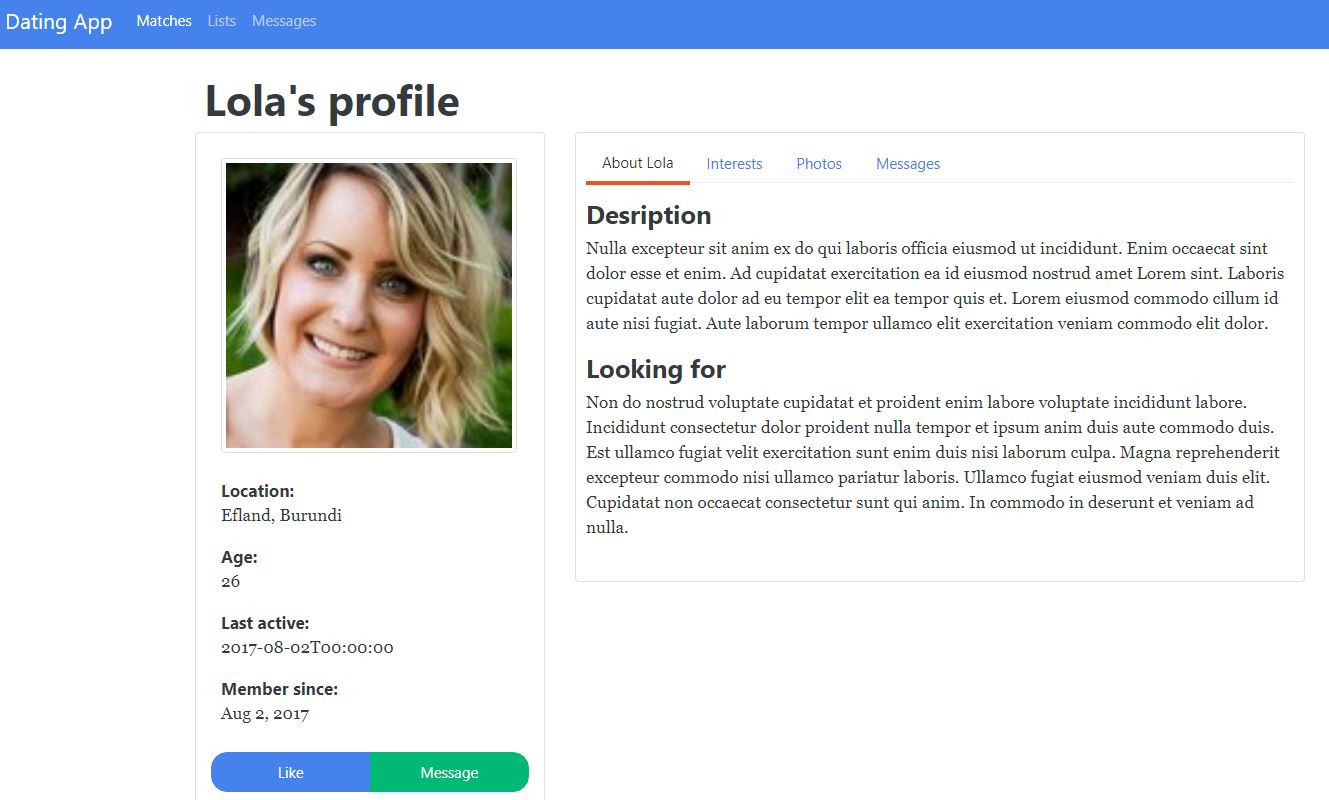 Dating App Matches Lists Messages
Lola's profile
Location:
Efland, Burundi
Age:
26
Last active:
2017-08-02T00:00:00
Member since:
Aug 2, 2017
Like Message
About Lola Interests Photos Messages
Desription
Nulla excepteur sit anim ex do qui laboris officia eiusmod ut incididunt. Enim occaecat sint
dolor esse et enim. Ad cupidatat exercitation ea id eiusmod nostrud amet Lorem sint. Laboris
cupidatat aute dolor ad eu tempor elit ea tempor quis et. Lorem eiusmod commodo cillum id
aute nisi fugiat. Aute laborum tempor ullamco elit exercitation veniam commodo elit dolor.
Looking for
Non do nostrud voluptate cupidatat et proident enim labore voluptate incididunt labore.
Incididunt consectetur dolor proident nulla tempor et ipsum anim duis aute commodo duis.
Est ullamco fugiat velit exercitation sunt enim duis nisi laborum culpa. Magna reprehenderit
excepteur commodo nisi ullamco pariatur laboris. Ullamco fugiat eiusmod veniam duis elit.
Cupidatat non occaecat consectetur sunt qui anim. In commodo in deserunt et veniam ad
nulla.